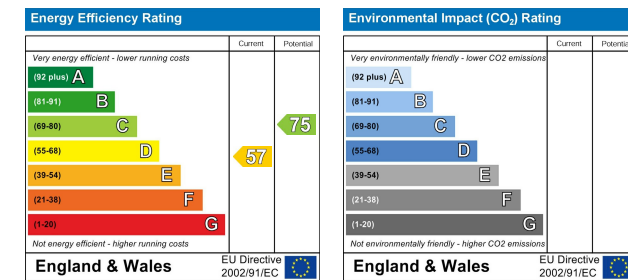 Energy Efficiency Rating
Current Potential
Very energy efficient - lower running costs
(92 plus) A
(81-91) B
(69-80) C
75
(55-68) D
57
(39-54) E
(21-38) F
(1-20) G
Not energy efficient - higher running costs
England & Wales
EU Directive
2002/91/EC
Environmental Impact (CO₂) Rating
Current Potentia
Very environmentally friendly - lower CO2 emissions
(92 plus) A
(81-91) B
(69-80) C
(55-68) D
(39-54) E
(21-38) F
(1-20) G
Not environmentally friendly - higher CO2 emissions
England & Wales
EU Directive
2002/91/EC